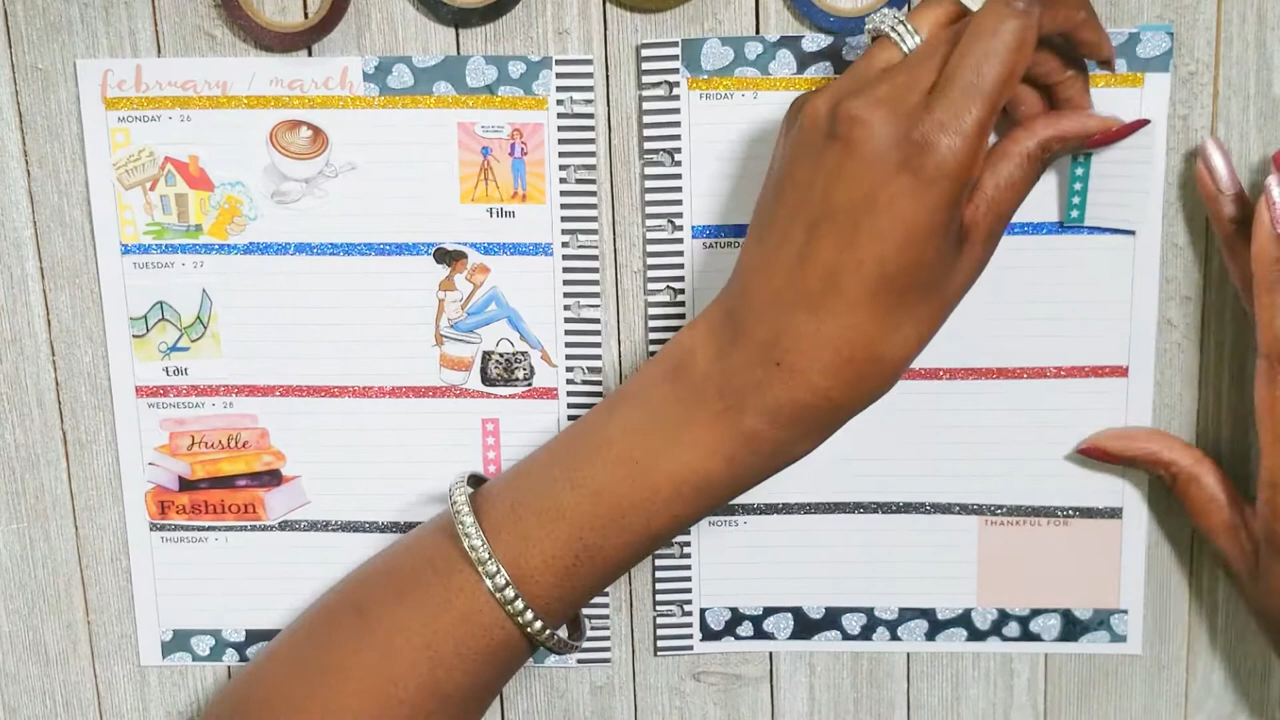 february / march
MONDAY • 26
Film
TUESDAY • 27
Edit
WEDNESDAY • 28
Hustle
Fashion
THURSDAY • 1
FRIDAY • 2
SATURDA
NOTES •
THANKFUL FOR: